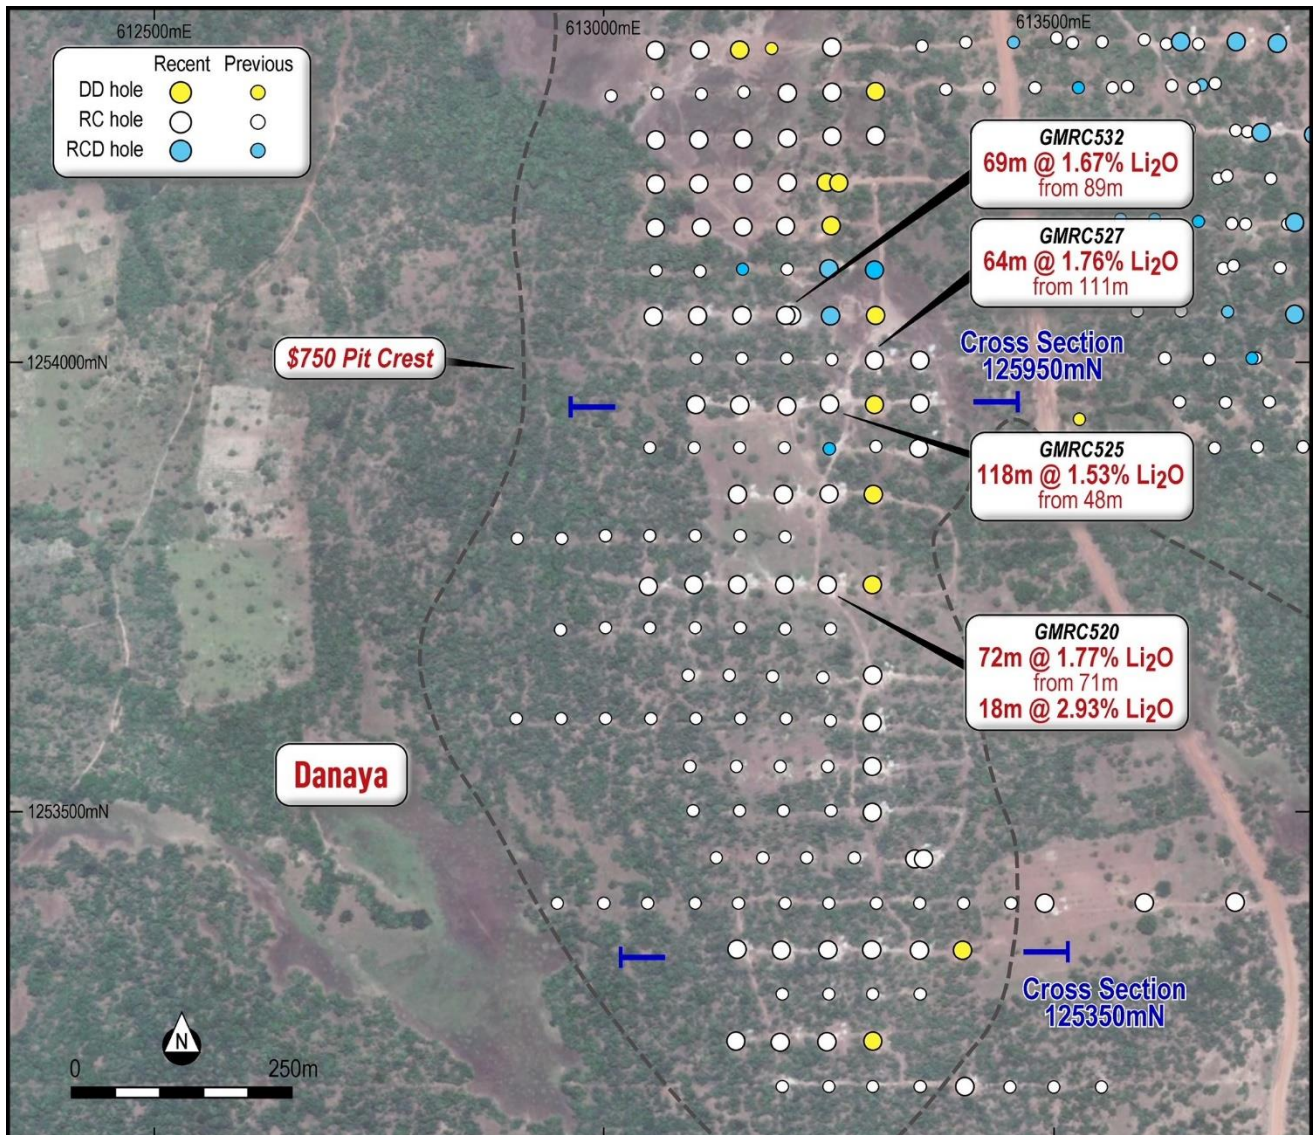 612500mE
613000mE
613500mE
Recent Previous
DD hole
RC hole
RCD hole
GMRC532
69m @ 1.67% Li2O
from 89m
GMRC527
64m @ 1.76% Li2O
from 111m
$750 Pit Crest
1254000mN
Cross Section
125950mN
GMRC525
118m @ 1.53% Li2O
from 48m
GMRC520
72m @ 1.77% Li2O
from 71m
18m @ 2.93% Li2O
Danaya
1253500mN
Cross Section
125350mN
N
0 250m